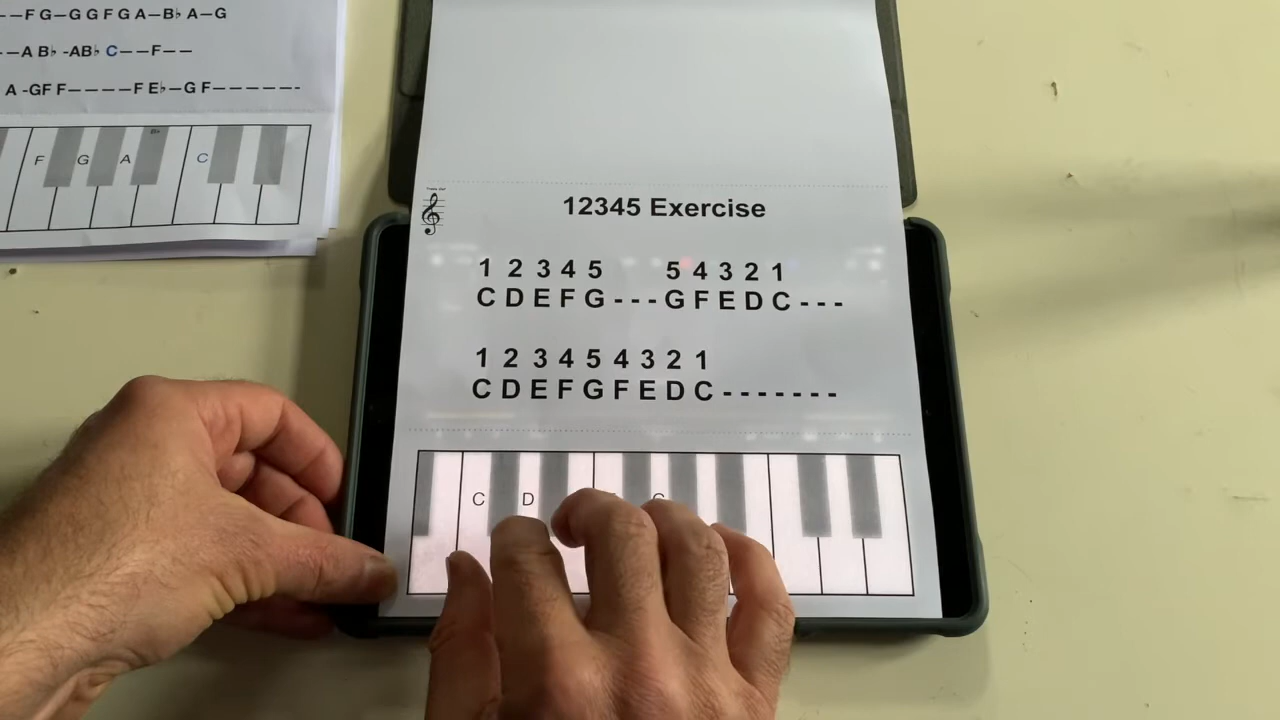 --F G–G G F G A–B♭ A–G
–A B♭ -AB♭ C––F––
A -GF F––––F E♭–G F––––––
F G A B♭ C
12345 Exercise
1 2 3 4 5 5 4 3 2 1
C D E F G - - - G F E D C - - -
1 2 3 4 5 4 3 2 1
C D E F G F E D C - - - - - - -
C D G